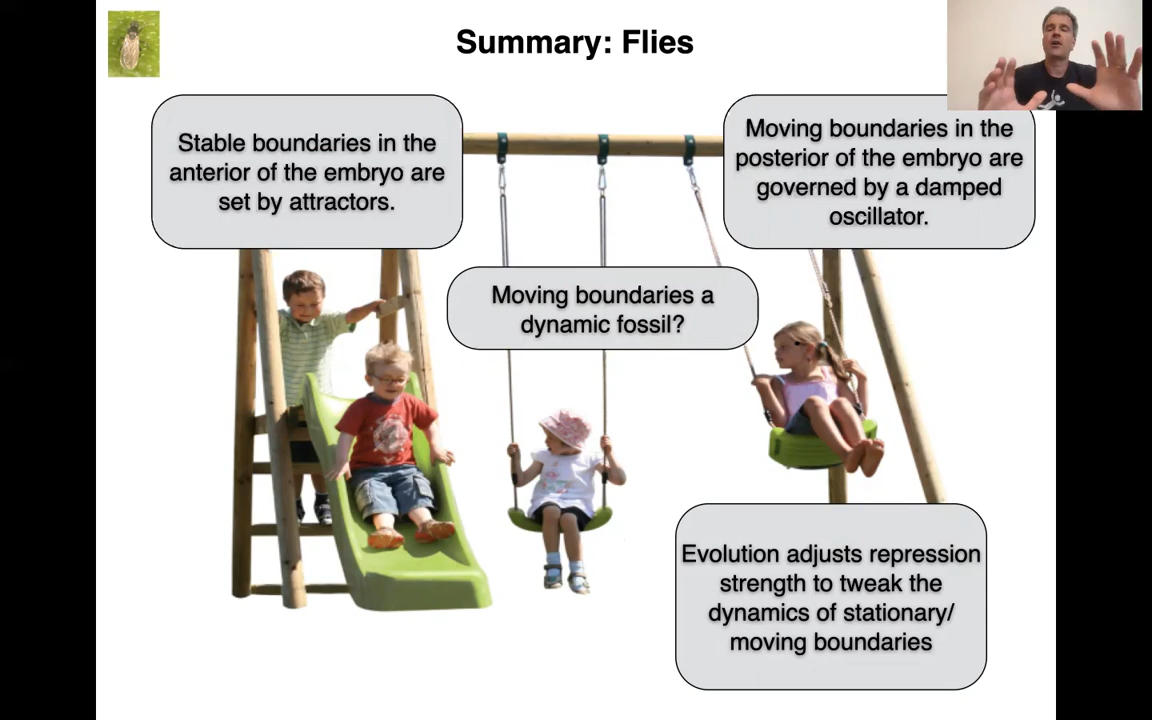 Summary: Flies
Stable boundaries in the
anterior of the embryo are
set by attractors.
Moving boundaries in the
posterior of the embryo are
governed by a damped
oscillator.
Moving boundaries a
dynamic fossil?
Evolution adjusts repression
strength to tweak the
dynamics of stationary/
moving boundaries